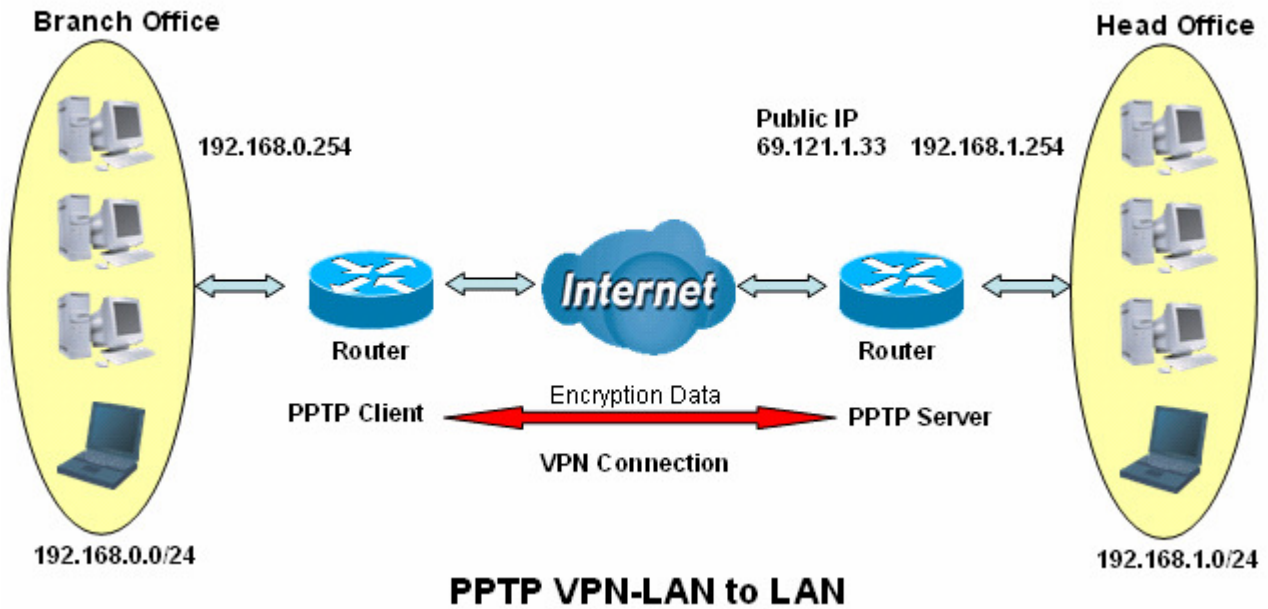 Branch Office
Head Office
192.168.0.254
Public IP
69.121.1.33 192.168.1.254
Internet
Router
Router
PPTP Client
Encryption Data
PPTP Server
VPN Connection
192.168.0.0/24
192.168.1.0/24
PPTP VPN-LAN to LAN